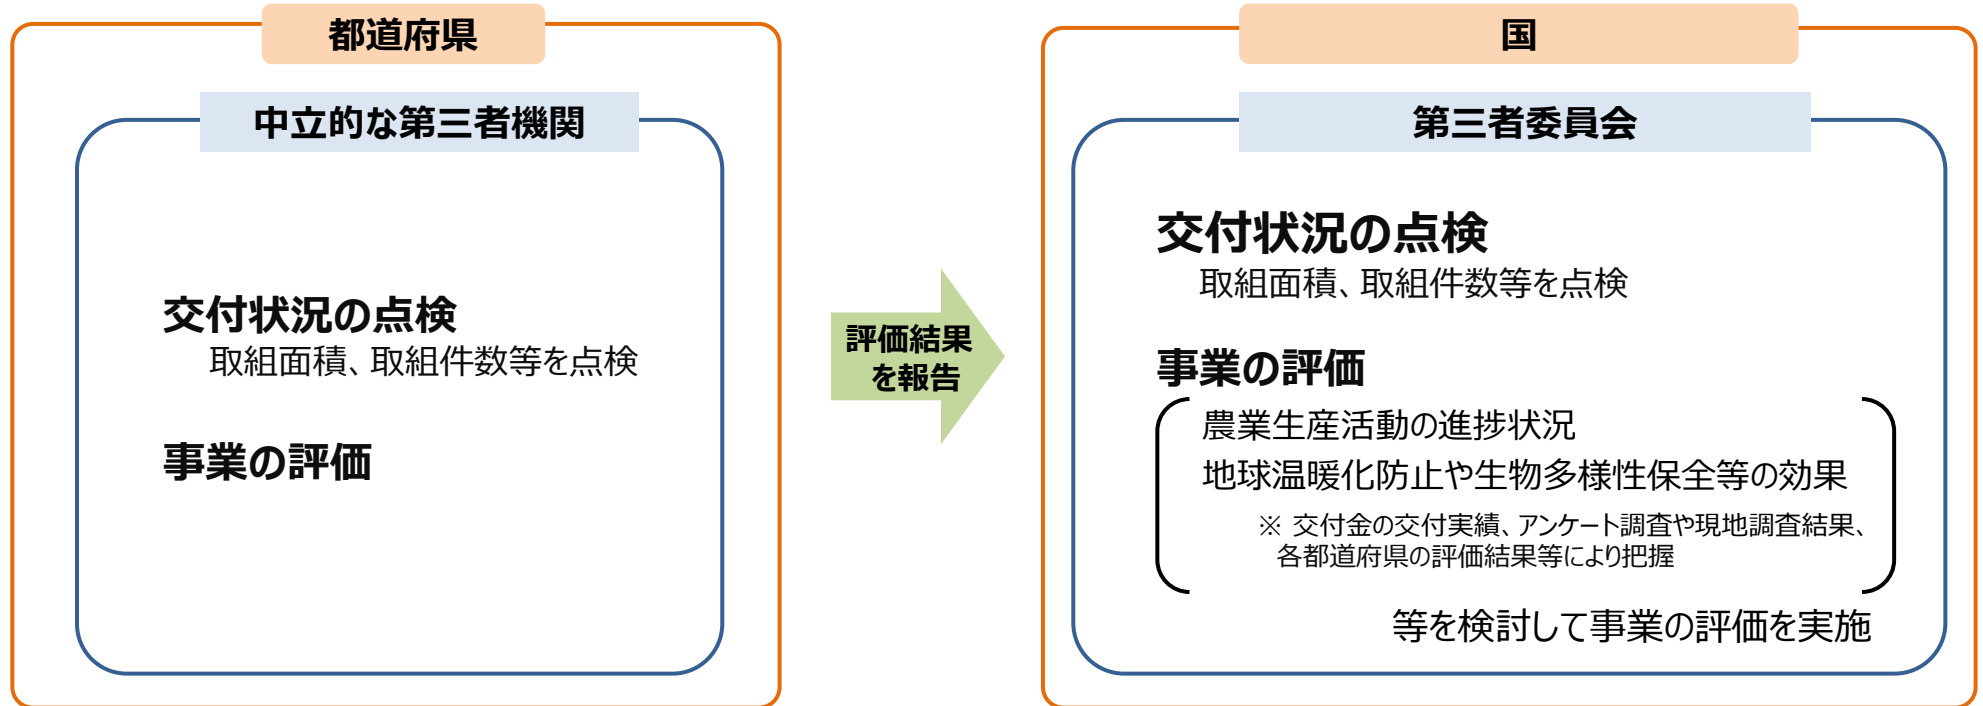 都道府県
中立的な第三者機関
交付状況の点検
取組面積、取組件数等を点検
事業の評価
評価結果
を報告
国
第三者委員会
交付状況の点検
取組面積、取組件数等を点検
事業の評価
農業生産活動の進捗状況
地球温暖化防止や生物多様性保全等の効果
※ 交付金の交付実績、アンケート調査や現地調査結果、
各都道府県の評価結果等により把握
等を検討して事業の評価を実施